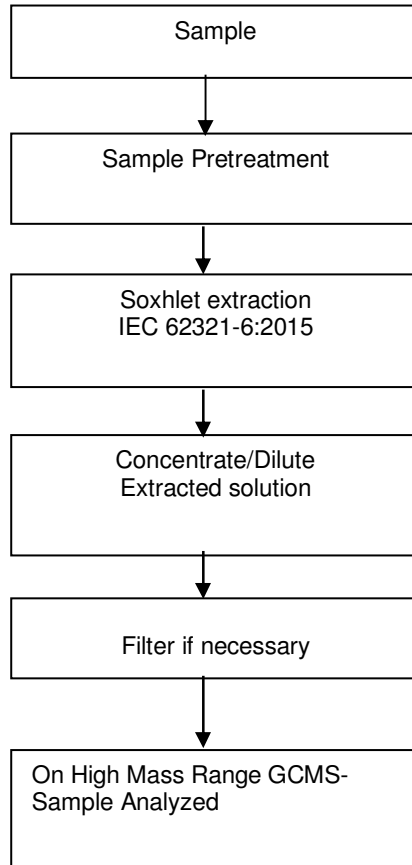 Sample
Sample Pretreatment
Soxhlet extraction
IEC 62321-6:2015
Concentrate/Dilute
Extracted solution
Filter if necessary
On High Mass Range GCMS-
Sample Analyzed